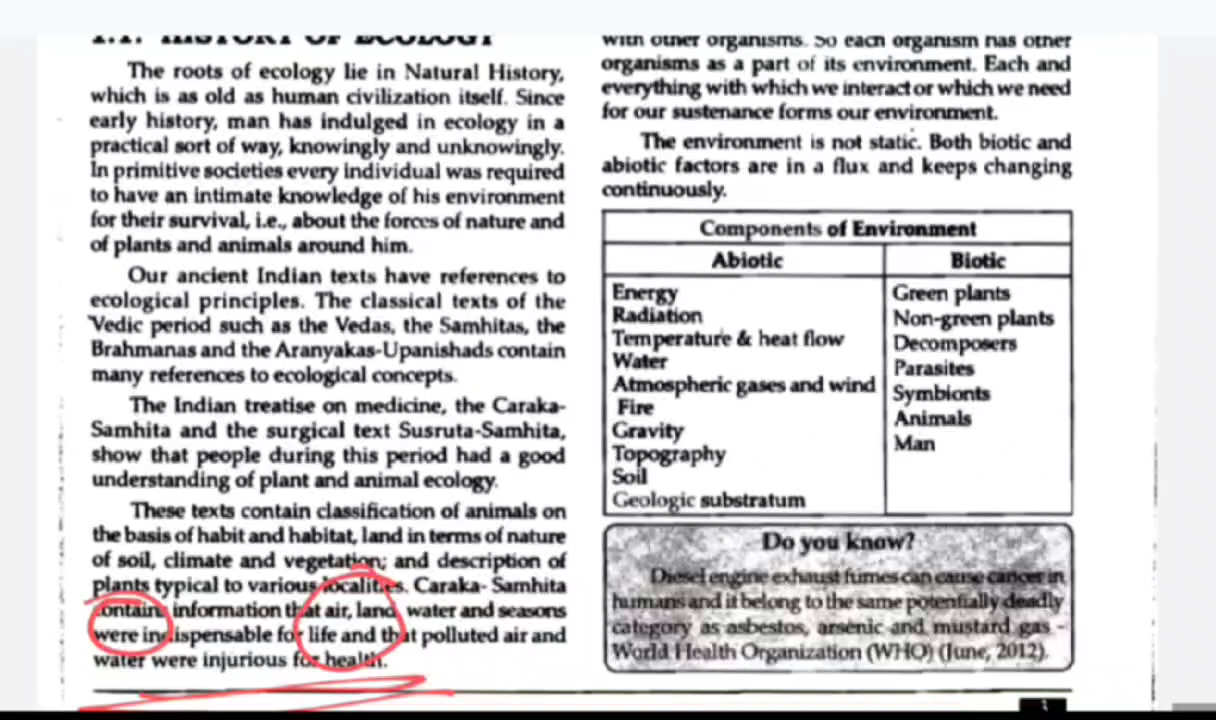 1.1. HISTORY OF ECOLOGY
The roots of ecology lie in Natural History,
which is as old as human civilization itself. Since
early history, man has indulged in ecology in a
practical sort of way, knowingly and unknowingly.
In primitive societies every individual was required
to have an intimate knowledge of his environment
for their survival, i.e., about the forces of nature and
of plants and animals around him.
Our ancient Indian texts have references to
ecological principles. The classical texts of the
Vedic period such as the Vedas, the Samhitas, the
Brahmanas and the Aranyakas-Upanishads contain
many references to ecological concepts.
The Indian treatise on medicine, the Caraka-
Samhita and the surgical text Susruta-Samhita,
show that people during this period had a good
understanding of plant and animal ecology.
These texts contain classification of animals on
the basis of habit and habitat, land in terms of nature
of soil, climate and vegetation; and description of
plants typical to various localities. Caraka- Samhita
contains information that air, land, water and seasons
were indispensable for life and that polluted air and
water were injurious for health.
with other organisms. So each organism has other
organisms as a part of its environment. Each and
everything with which we interact or which we need
for our sustenance forms our environment.
The environment is not static. Both biotic and
abiotic factors are in a flux and keeps changing
continuously.
Components of Environment
Abiotic
Biotic
Energy
Radiation
Temperature & heat flow
Water
Atmospheric gases and wind
Fire
Gravity
Topography
Soil
Geologic substratum
Green plants
Non-green plants
Decomposers
Parasites
Symbionts
Animals
Man
Do you know?
Diesel engine exhaust fumes can cause cancer in
humans and it belong to the same potentially deadly
category as asbestos, arsenic and mustard gas -
World Health Organization (WHO) (June, 2012).
3